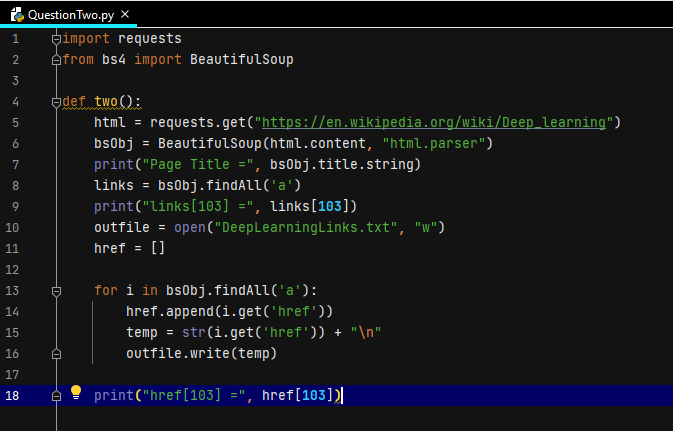 QuestionTwo.py ×
1 import requests
2 from bs4 import BeautifulSoup
3
4 def two():
5     html = requests.get("https://en.wikipedia.org/wiki/Deep_learning")
6     bsObj = BeautifulSoup(html.content, "html.parser")
7     print("Page Title =", bsObj.title.string)
8     links = bsObj.findAll('a')
9     print("links[103] =", links[103])
10     outfile = open("DeepLearningLinks.txt", "w")
11     href = []
12
13     for i in bsObj.findAll('a'):
14         href.append(i.get('href'))
15         temp = str(i.get('href')) + "\n"
16         outfile.write(temp)
17
18     print("href[103] =", href[103])